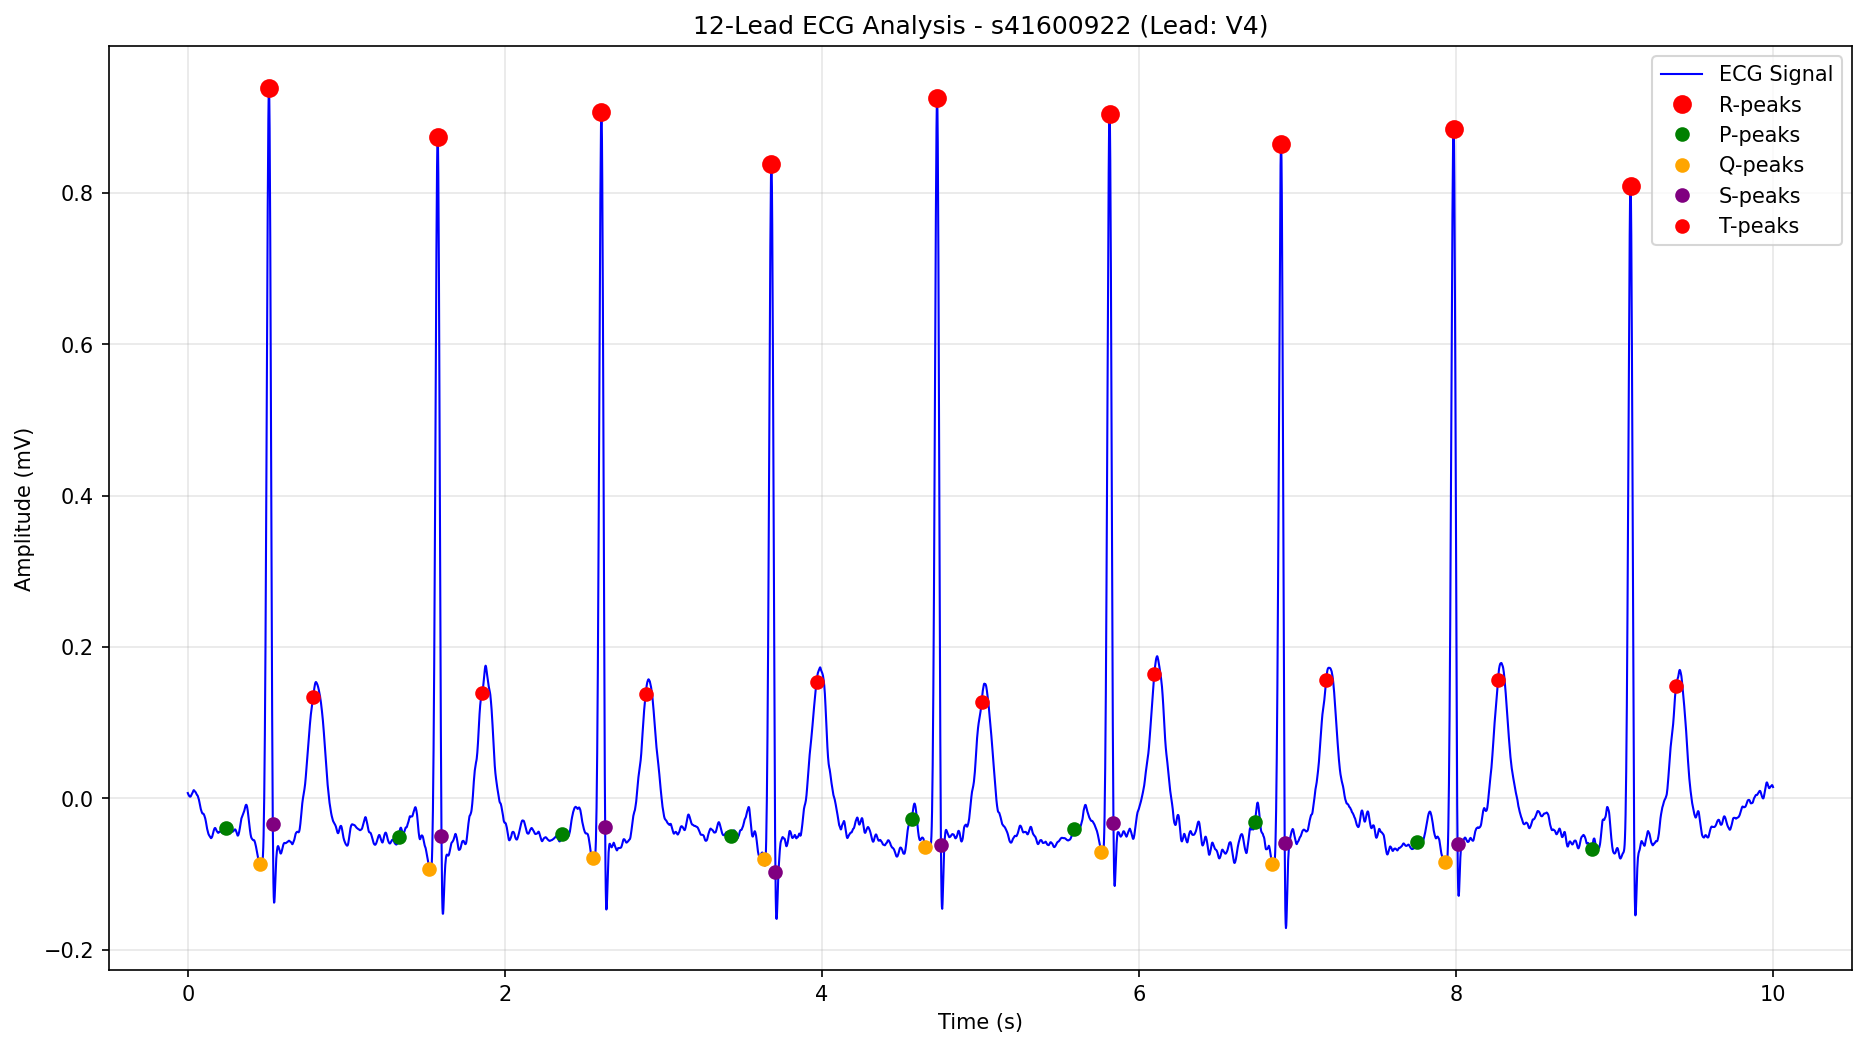 12-Lead ECG Analysis - s41600922 (Lead: V4)
ECG Signal
R-peaks
P-peaks
Q-peaks
S-peaks
T-peaks
Amplitude (mV)
0.8
0.6
0.4
0.2
0.0
−0.2
0 2 4 6 8 10
Time (s)